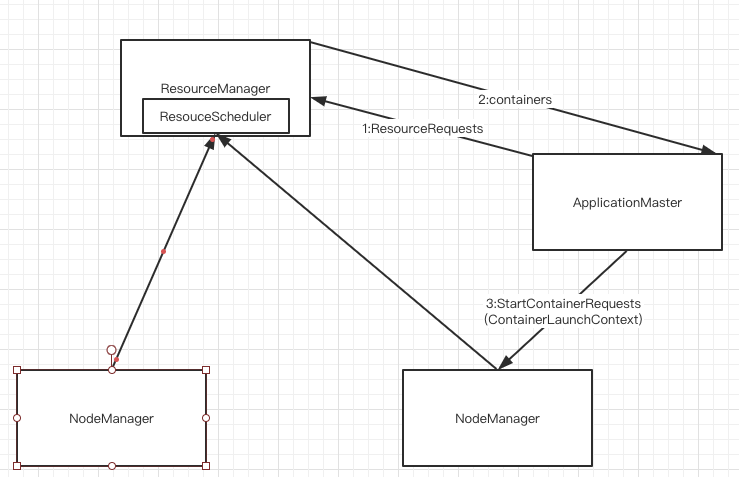 ResourceManager
ResouceScheduler
2:containers
1:ResourceRequests
ApplicationMaster
3:StartContainerRequests
(ContainerLaunchContext)
NodeManager
NodeManager